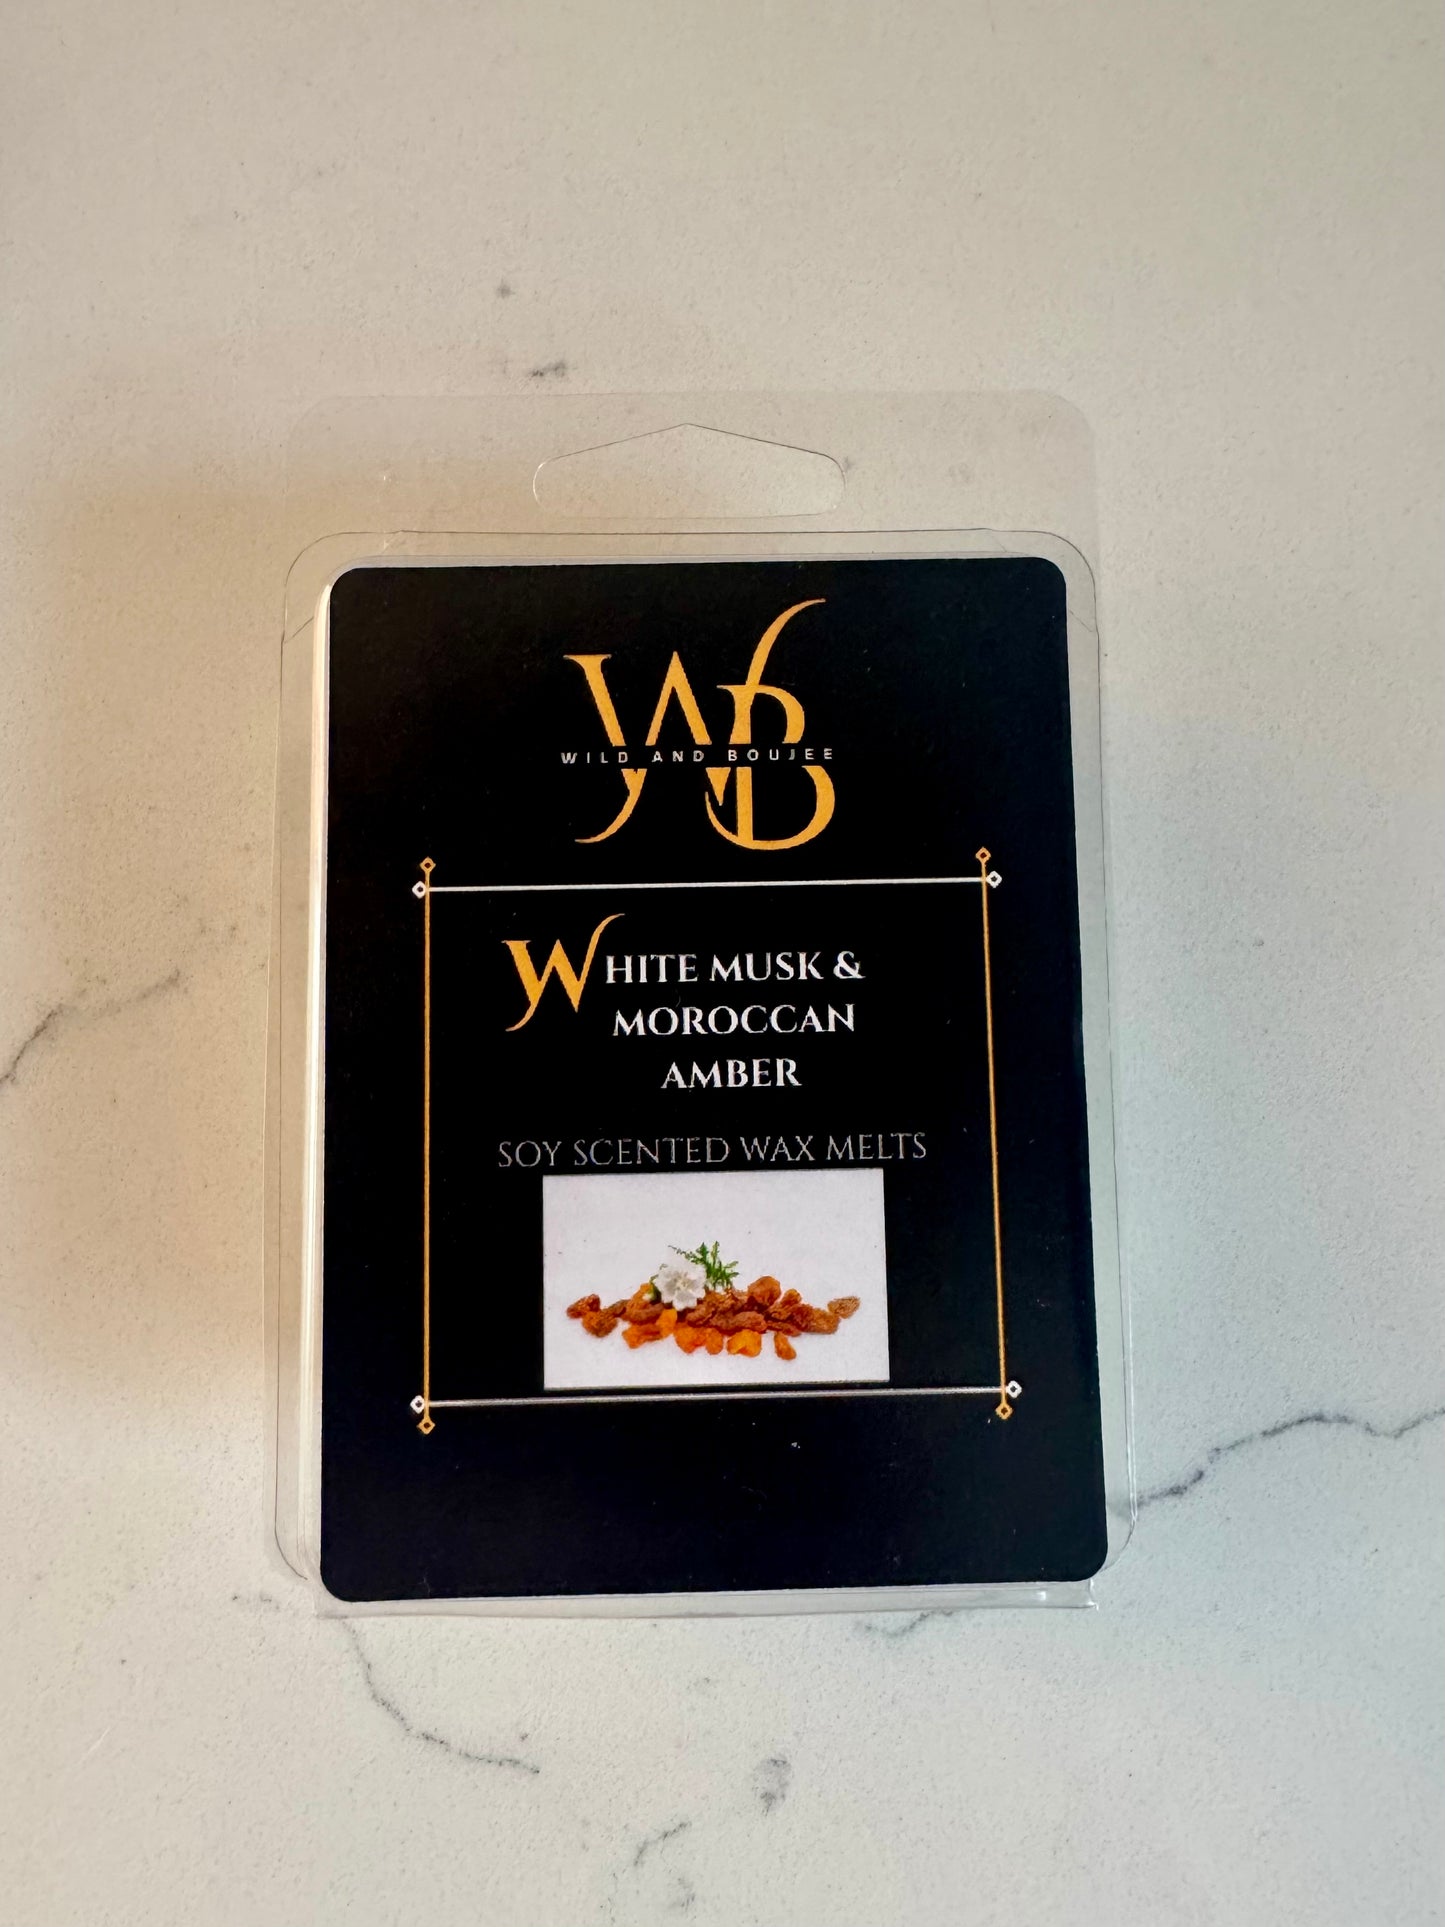 WB
WILD AND BOUJEE
WHITE MUSK &
MOROCCAN
AMBER
SOY SCENTED WAX MELTS